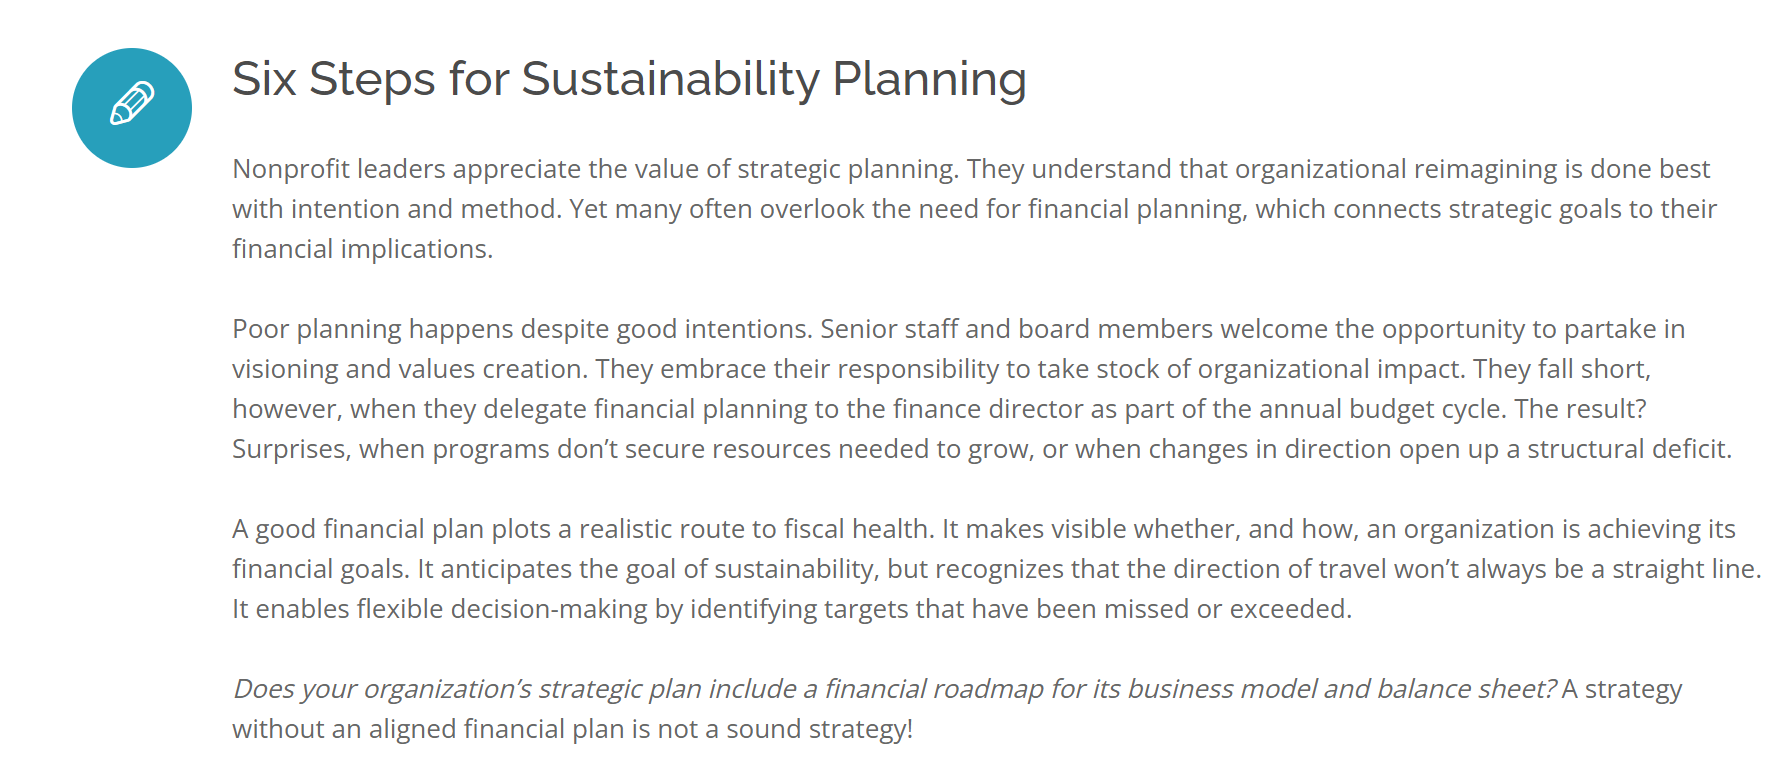 Six Steps for Sustainability Planning
Nonprofit leaders appreciate the value of strategic planning. They understand that organizational reimagining is done best
with intention and method. Yet many often overlook the need for financial planning, which connects strategic goals to their
financial implications.
Poor planning happens despite good intentions. Senior staff and board members welcome the opportunity to partake in
visioning and values creation. They embrace their responsibility to take stock of organizational impact. They fall short,
however, when they delegate financial planning to the finance director as part of the annual budget cycle. The result?
Surprises, when programs don’t secure resources needed to grow, or when changes in direction open up a structural deficit.
A good financial plan plots a realistic route to fiscal health. It makes visible whether, and how, an organization is achieving its
financial goals. It anticipates the goal of sustainability, but recognizes that the direction of travel won’t always be a straight line.
It enables flexible decision-making by identifying targets that have been missed or exceeded.
Does your organization’s strategic plan include a financial roadmap for its business model and balance sheet? A strategy
without an aligned financial plan is not a sound strategy!